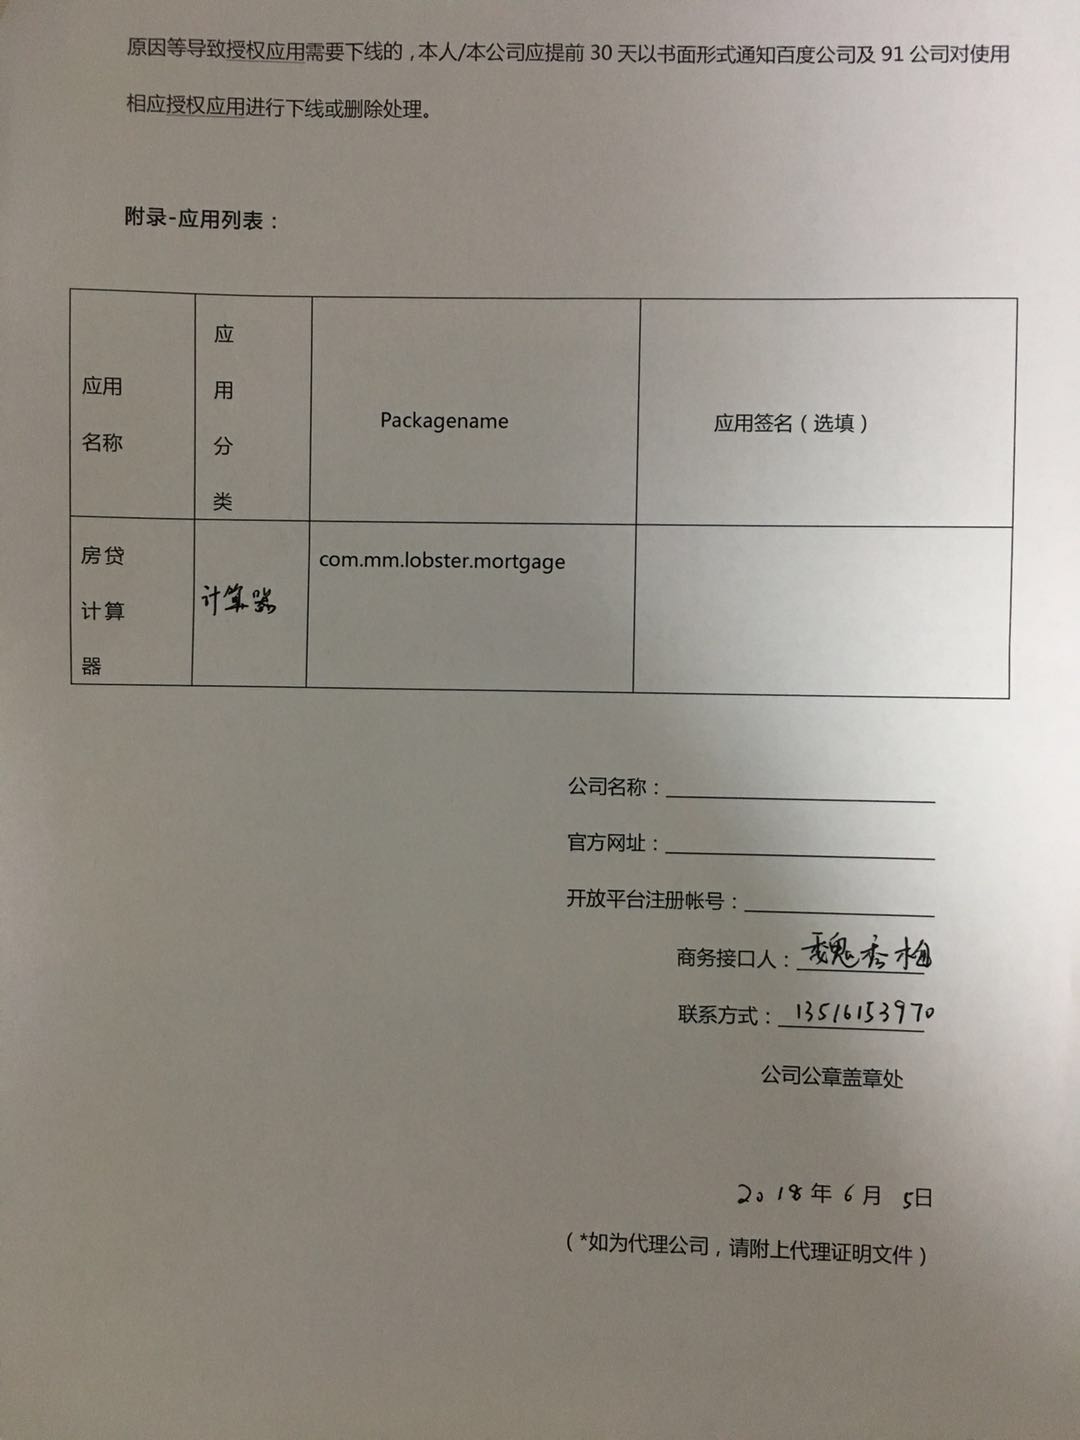 原因等导致授权应用需要下线的，本人/本公司应提前 30 天以书面形式通知百度公司及 91 公司对使用
相应授权应用进行下线或删除处理。
附录-应用列表：
应用
名称
应
用
分
类
Packagename
应用签名（选填）
房贷
计算
器
计算器
com.mm.lobster.mortgage
公司名称：
官方网址：
开放平台注册帐号：
商务接口人：魏秀梅
联系方式：13516153970
公司公章盖章处
2018年6月5日
（*如为代理公司，请附上代理证明文件）